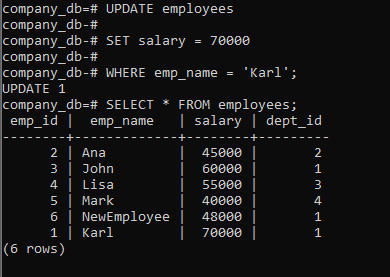 company_db=# UPDATE employees
company_db-#
company_db-# SET salary = 70000
company_db-#
company_db-# WHERE emp_name = 'Karl';
UPDATE 1
company_db=# SELECT * FROM employees;
 emp_id |  emp_name   | salary | dept_id
--------+-------------+--------+---------
      2 | Ana         |  45000 |       2
      3 | John        |  60000 |       1
      4 | Lisa        |  55000 |       3
      5 | Mark        |  40000 |       4
      6 | NewEmployee |  48000 |       1
      1 | Karl        |  70000 |       1
(6 rows)